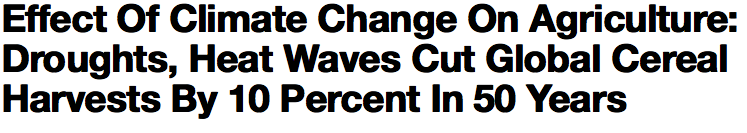 Effect Of Climate Change On Agriculture:
Droughts, Heat Waves Cut Global Cereal
Harvests By 10 Percent In 50 Years